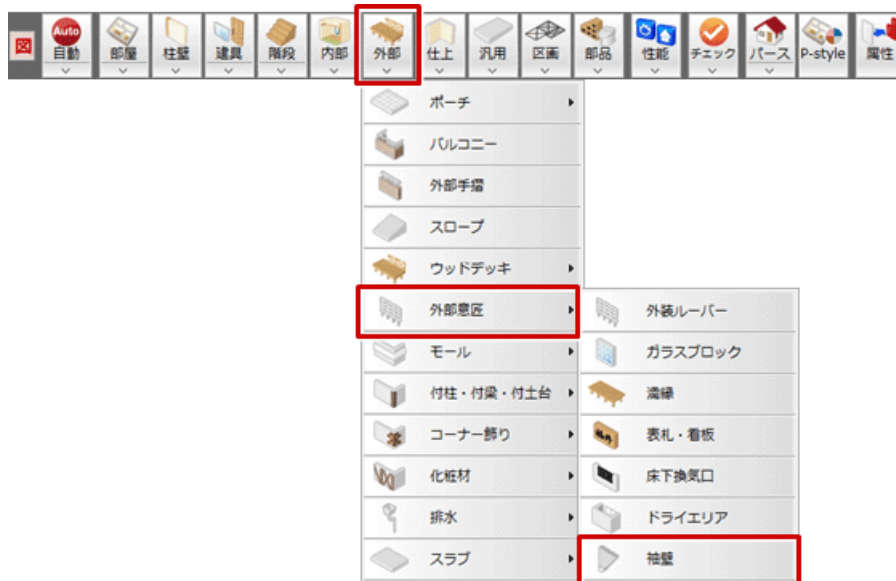 図
Auto
自動
部屋
柱壁
建具
階段
内部
外部
仕上
汎用
区画
部品
性能
チェック
パース
P-style
属性
ポーチ
バルコニー
外部手摺
スロープ
ウッドデッキ
外部意匠
モール
付柱・付梁・付土台
コーナー飾り
化粧材
排水
スラブ
外装ルーバー
ガラスブロック
濡縁
表札・看板
床下換気口
ドライエリア
袖壁